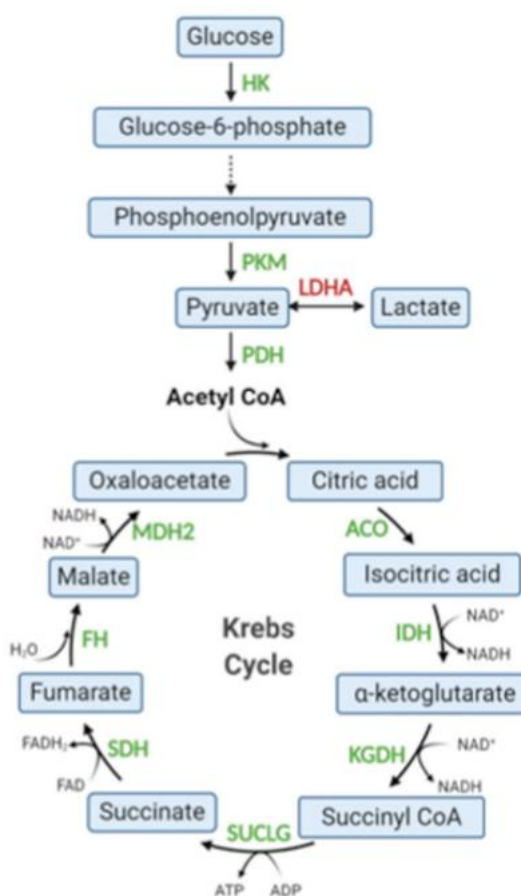 Glucose
HK
Glucose-6-phosphate
Phosphoenolpyruvate
PKM
LDHA
Pyruvate
Lactate
PDH
Acetyl CoA
Oxaloacetate
Citric acid
NADH
NAD⁺
MDH2
ACO
Malate
Isocitric acid
H₂O
FH
Krebs
Cycle
IDH
NAD⁺
NADH
Fumarate
α-ketoglutarate
FADH₂
FAD
SDH
KGDH
NAD⁺
NADH
Succinate
SUCLG
Succinyl CoA
ATP
ADP